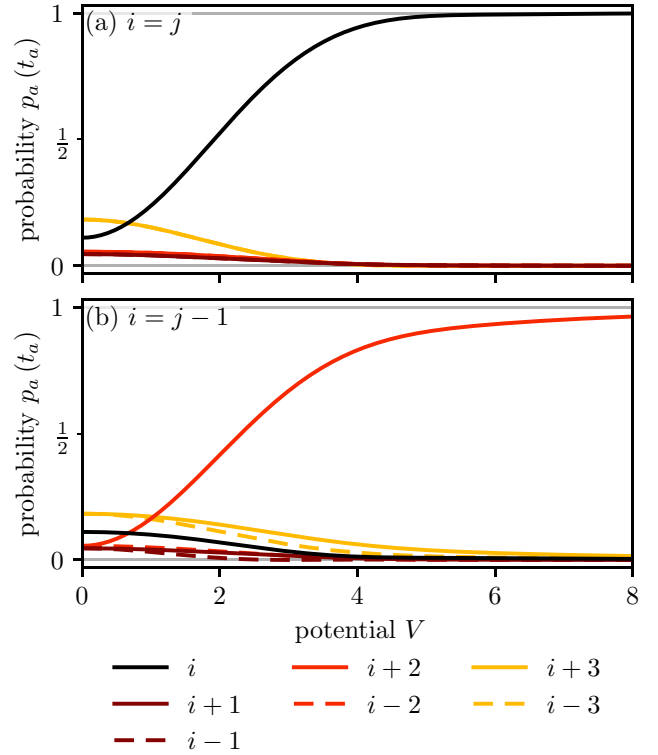 1
(a) i = j
1/2
0
probability p_a (t_a)
1
(b) i = j − 1
1/2
0
probability p_a (t_a)
0 2 4 6 8
potential V
i i + 2 i + 3
i + 1 i − 2 i − 3
i − 1